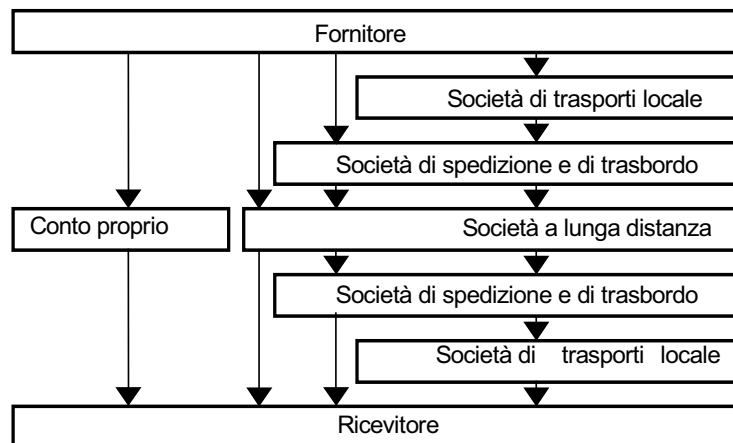 Fornitore
Società di trasporti locale
Società di spedizione e di trasbordo
Conto proprio
Società a lunga distanza
Società di spedizione e di trasbordo
Società di trasporti locale
Ricevitore